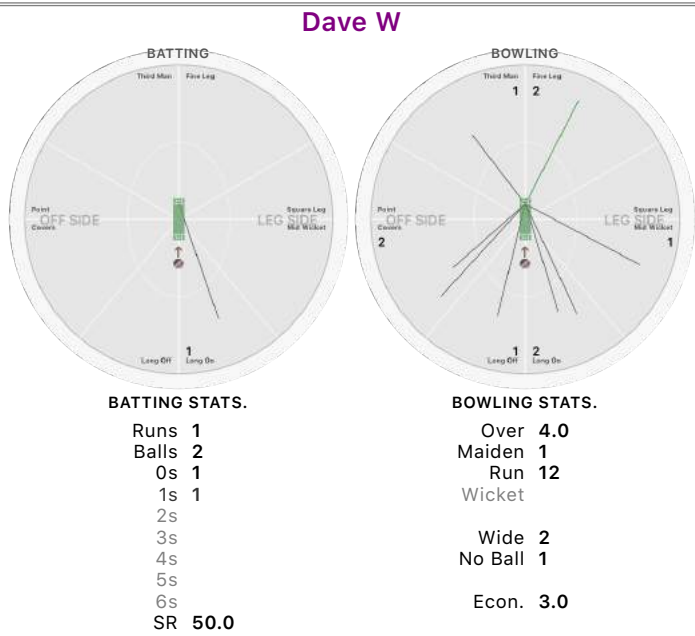 Dave W
BATTING
Third Man Fine Leg
Point
OFF SIDE
Covers
Square Leg
LEG SIDE
Mid Wicket
1
Long Off Long On
BOWLING
Third Man Fine Leg
1 2
Point
OFF SIDE
Covers
2
Square Leg
LEG SIDE
Mid Wicket
1
1 2
Long Off Long On
BATTING STATS.
Runs 1
Balls 2
0s 1
1s 1
2s
3s
4s
5s
6s
SR 50.0
BOWLING STATS.
Over 4.0
Maiden 1
Run 12
Wicket
Wide 2
No Ball 1
Econ. 3.0